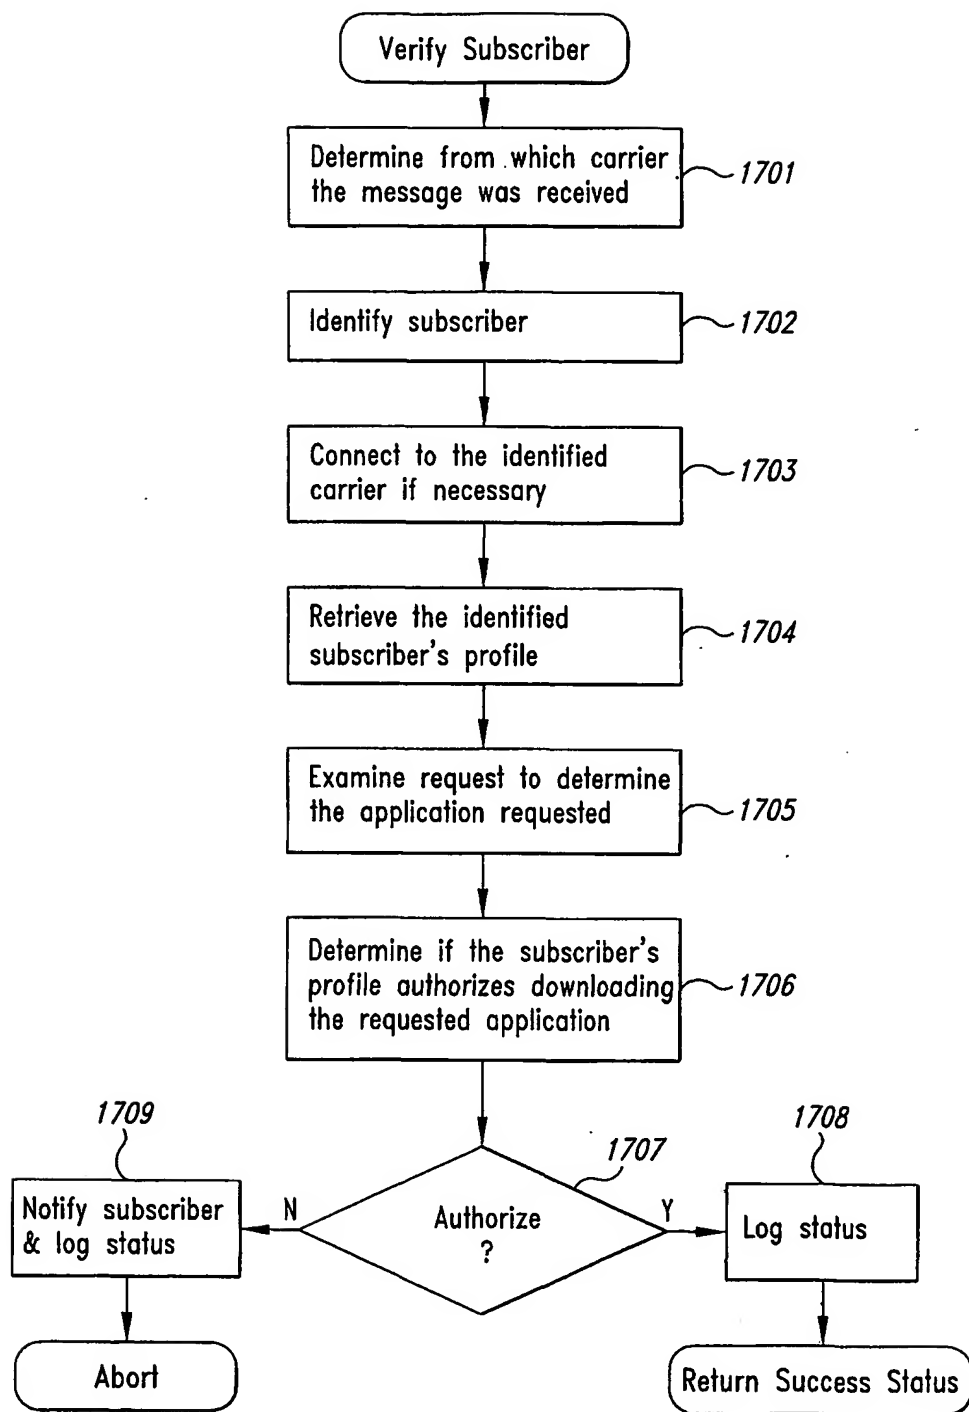 Verify Subscriber
Determine from which carrier
the message was received
1701
Identify subscriber
1702
Connect to the identified
carrier if necessary
1703
Retrieve the identified
subscriber's profile
1704
Examine request to determine
the application requested
1705
Determine if the subscriber's
profile authorizes downloading
the requested application
1706
1709
1708
1707
Notify subscriber
& log status
N
Authorize
?
Y
Log status
Abort
Return Success Status